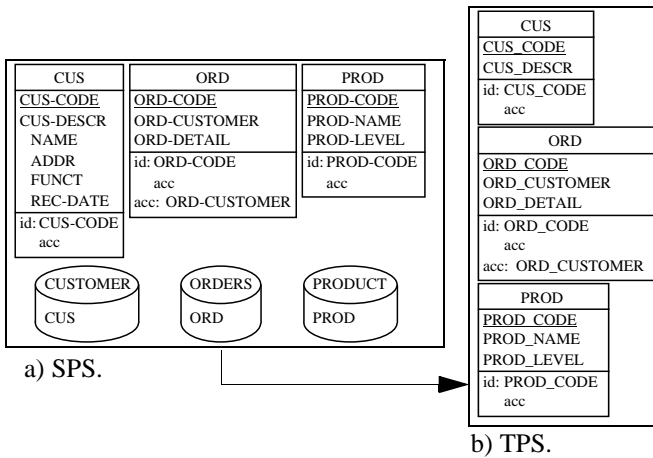 CUS
CUS-CODE
CUS-DESCR
NAME
ADDR
FUNCT
REC-DATE
id: CUS-CODE
acc
ORD
ORD-CODE
ORD-CUSTOMER
ORD-DETAIL
id: ORD-CODE
acc
acc: ORD-CUSTOMER
PROD
PROD-CODE
PROD-NAME
PROD-LEVEL
id: PROD-CODE
acc
CUSTOMER
CUS
ORDERS
ORD
PRODUCT
PROD
a) SPS.
CUS
CUS_CODE
CUS_DESCR
id: CUS_CODE
acc
ORD
ORD_CODE
ORD_CUSTOMER
ORD_DETAIL
id: ORD_CODE
acc
acc: ORD_CUSTOMER
PROD
PROD_CODE
PROD_NAME
PROD_LEVEL
id: PROD_CODE
acc
b) TPS.